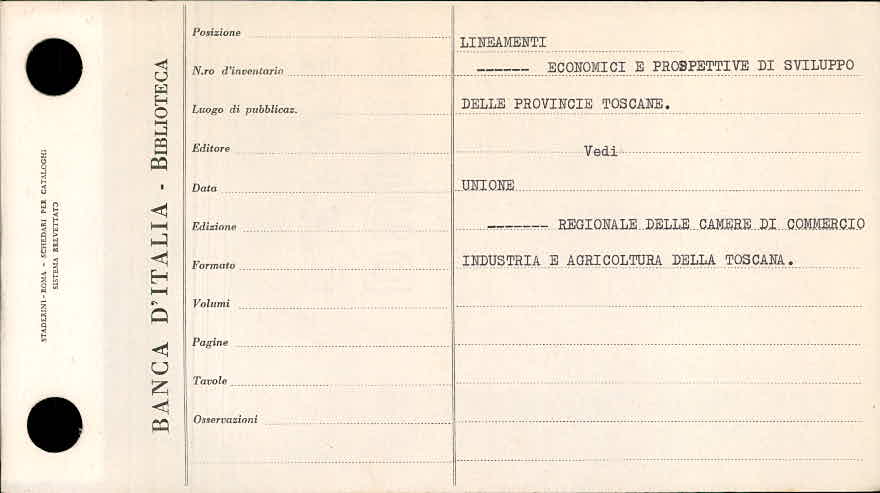 STADERINI-ROMA - SCHEDARI PER CATALOGHI
SISTEMA BREVETTATO
BANCA D'ITALIA - BIBLIOTECA
Posizione
N.ro d'inventario
Luogo di pubblicaz.
Editore
Data
Edizione
Formato
Volumi
Pagine
Tavole
Osservazioni
LINEAMENTI
------ ECONOMICI E PROSPETTIVE DI SVILUPPO
DELLE PROVINCIE TOSCANE.
Vedi
UNIONE
------- REGIONALE DELLE CAMERE DI COMMERCIO
INDUSTRIA E AGRICOLTURA DELLA TOSCANA.